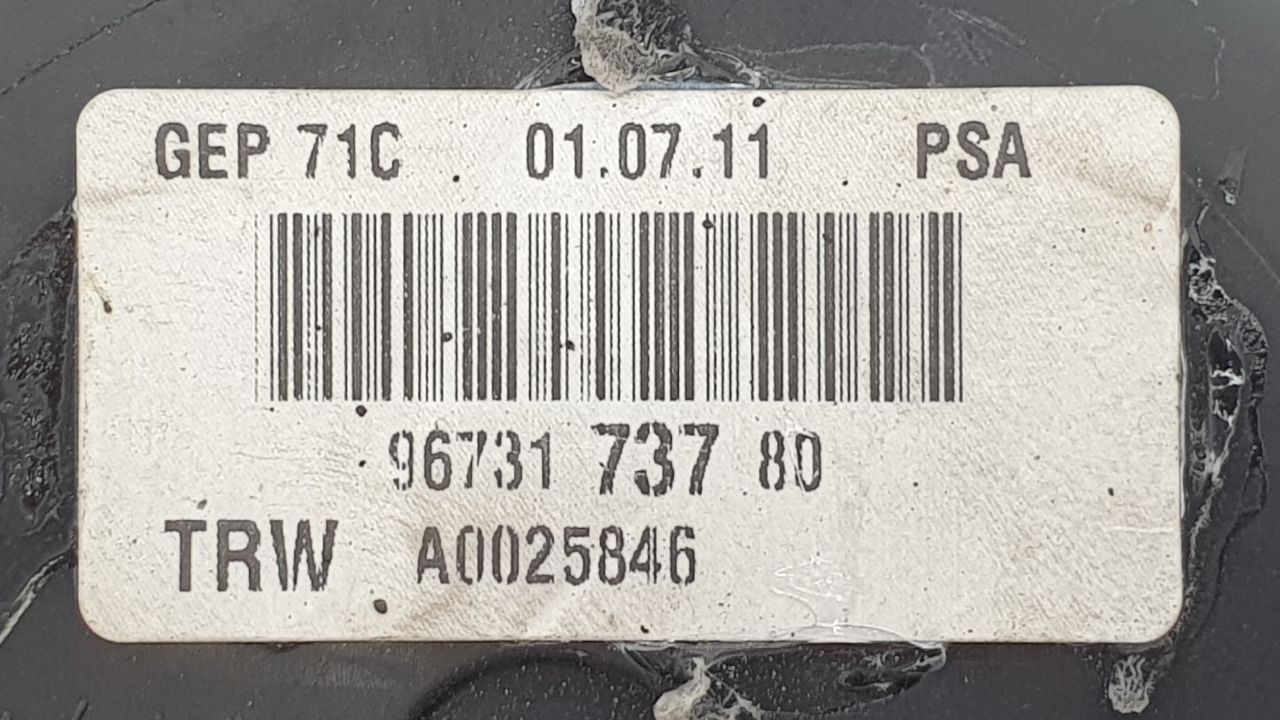 GEP 71C 01.07.11 PSA
96731 737 80
TRW A0025846